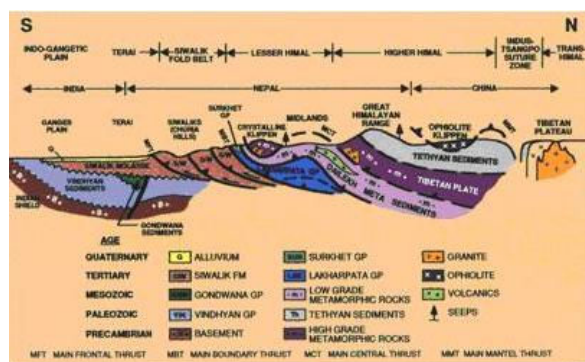 S N
INDO-GANGETIC PLAIN TERAI SIWALIK FOLD BELT LESSER HIMAL HIGHER HIMAL INDUS-TSANGPO SUTURE ZONE TRANS-HIMAL
INDIA NEPAL CHINA
GANGES PLAIN TERAI SIWALIKS (CHURIA HILLS) SURKHET GP CRYSTALLINE KLIPPEN MIDLANDS GREAT HIMALAYAN RANGE OPHIOLITE KLIPPEN TIBETAN PLATEAU
MFT MBT MCT MMT
SIWALIK MOLASSE
TETHYAN SEDIMENTS
VINDHYAN SEDIMENTS
TIBETAN PLATE
INDIAN SHIELD
DAILEKH META SEDIMENTS
GONDWANA SEDIMENTS
AGE
QUATERNARY G ALLUVIUM SURKHET GP GRANITE
TERTIARY SIWALIK FM LAKHARPATA GP OPHIOLITE
MESOZOIC GONDWANA GP m LOW GRADE METAMORPHIC ROCKS VOLCANICS
PALEOZOIC VINDHYAN GP Th TETHYAN SEDIMENTS SEEPS
PRECAMBRIAN BASEMENT HIGH GRADE METAMORPHIC ROCKS
MFT MAIN FRONTAL THRUST MBT MAIN BOUNDARY THRUST MCT MAIN CENTRAL THRUST MMT MAIN MANTEL THRUST